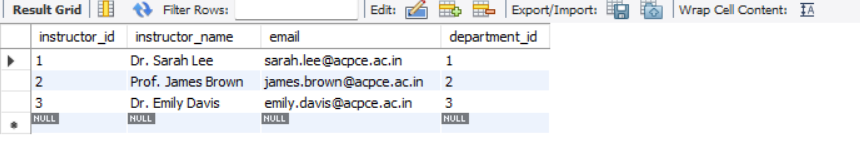 Result Grid Filter Rows: Edit: Export/Import: Wrap Cell Content: IA
instructor_id instructor_name email department_id
1 Dr. Sarah Lee sarah.lee@acpce.ac.in 1
2 Prof. James Brown james.brown@acpce.ac.in 2
3 Dr. Emily Davis emily.davis@acpce.ac.in 3
NULL NULL NULL NULL